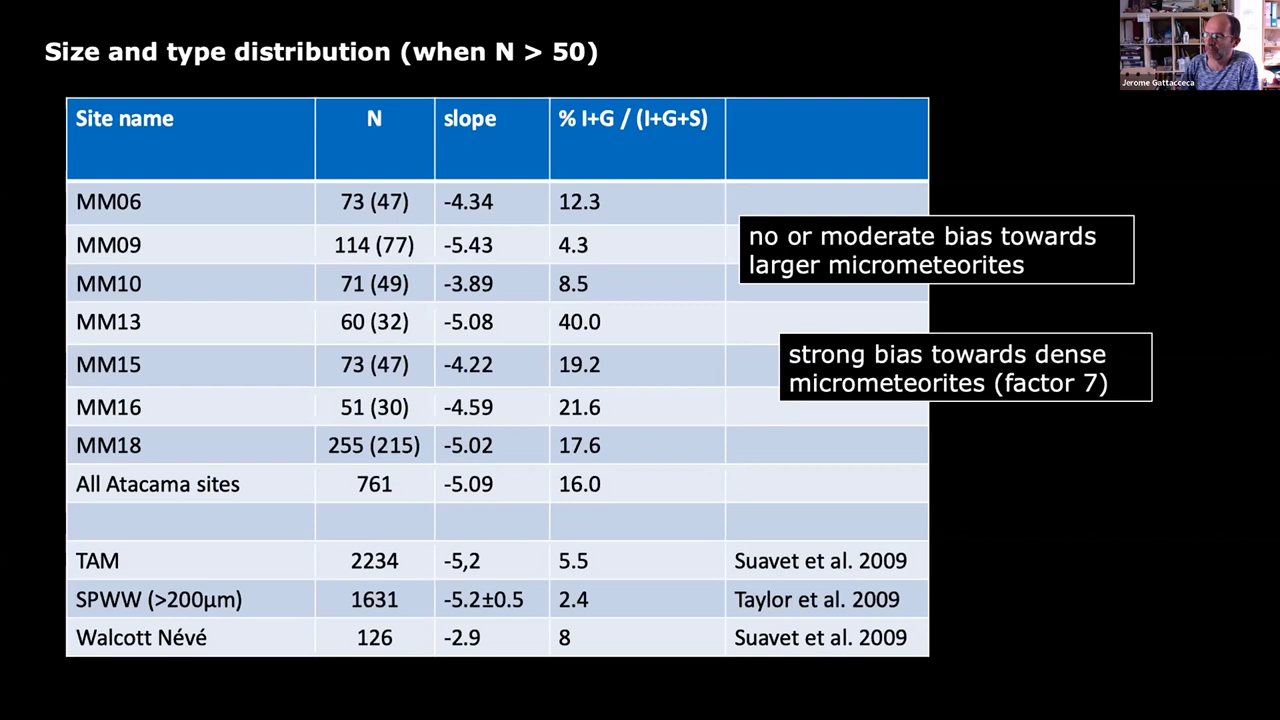 Size and type distribution (when N > 50)
Jerome Gattacceca
Site name N slope % I+G / (I+G+S)
MM06 73 (47) -4.34 12.3
MM09 114 (77) -5.43 4.3
MM10 71 (49) -3.89 8.5
MM13 60 (32) -5.08 40.0
MM15 73 (47) -4.22 19.2
MM16 51 (30) -4.59 21.6
MM18 255 (215) -5.02 17.6
All Atacama sites 761 -5.09 16.0
TAM 2234 -5,2 5.5 Suavet et al. 2009
SPWW (>200μm) 1631 -5.2±0.5 2.4 Taylor et al. 2009
Walcott Névé 126 -2.9 8 Suavet et al. 2009
no or moderate bias towards
larger micrometeorites
strong bias towards dense
micrometeorites (factor 7)